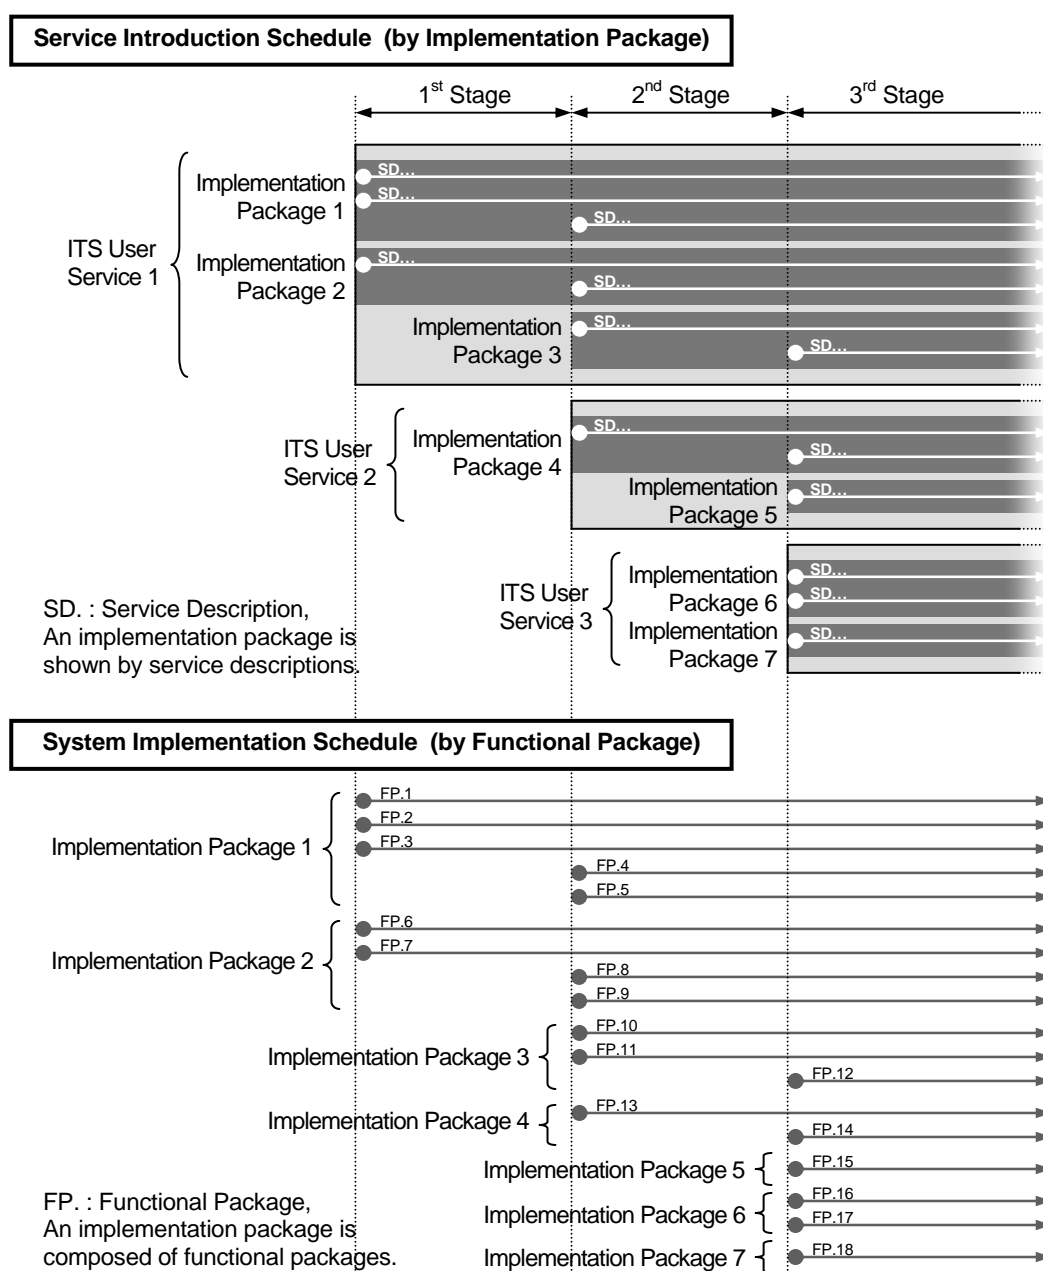 Service Introduction Schedule (by Implementation Package)
1st Stage
2nd Stage
3rd Stage
ITS User
Service 1
Implementation
Package 1
SD...
SD...
SD...
Implementation
Package 2
SD...
SD...
Implementation
Package 3
SD...
SD...
ITS User
Service 2
Implementation
Package 4
SD...
SD...
Implementation
Package 5
SD...
ITS User
Service 3
Implementation
Package 6
SD...
SD...
Implementation
Package 7
SD...
SD. : Service Description,
An implementation package is
shown by service descriptions.
System Implementation Schedule (by Functional Package)
Implementation Package 1
FP.1
FP.2
FP.3
FP.4
FP.5
Implementation Package 2
FP.6
FP.7
FP.8
FP.9
Implementation Package 3
FP.10
FP.11
FP.12
Implementation Package 4
FP.13
FP.14
Implementation Package 5
FP.15
Implementation Package 6
FP.16
FP.17
Implementation Package 7
FP.18
FP. : Functional Package,
An implementation package is
composed of functional packages.